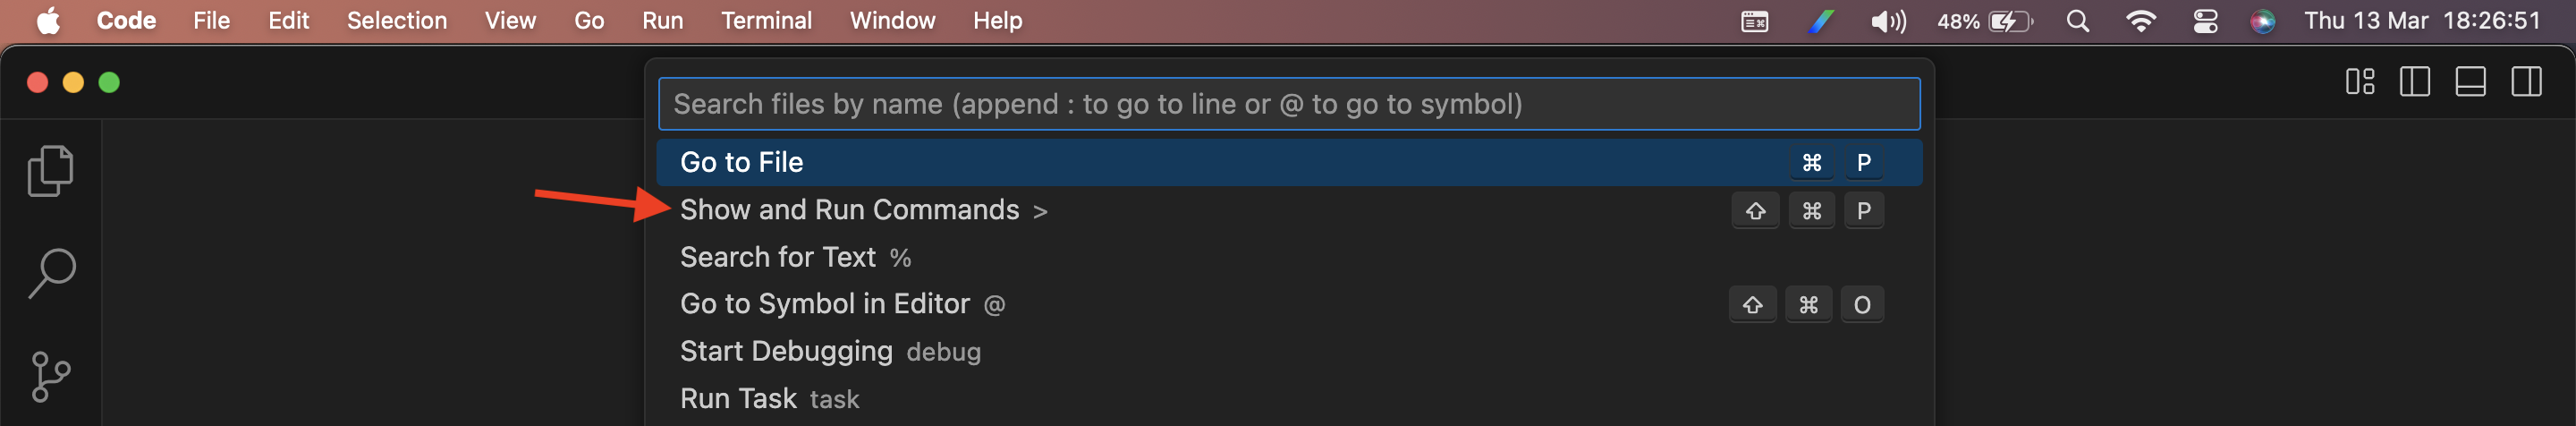 Code File Edit Selection View Go Run Terminal Window Help 48% Thu 13 Mar 18:26:51
Search files by name (append : to go to line or @ to go to symbol)
Go to File ⌘ P
Show and Run Commands > ⇧ ⌘ P
Search for Text %
Go to Symbol in Editor @ ⇧ ⌘ O
Start Debugging debug
Run Task task